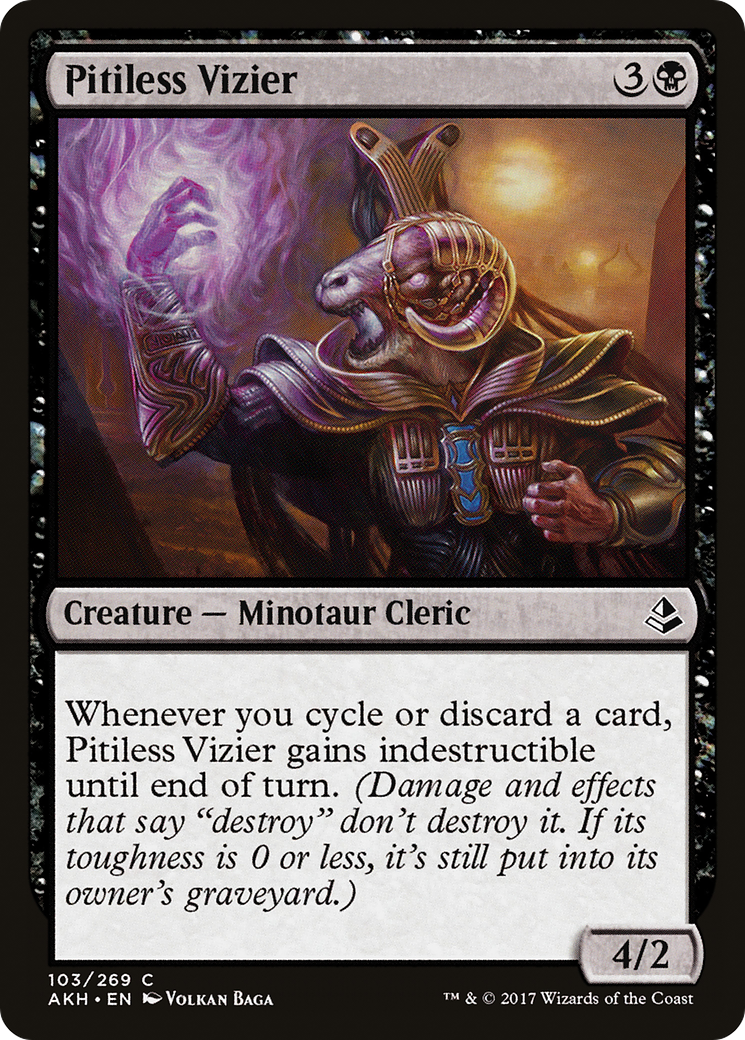 Pitiless Vizier 3
Creature — Minotaur Cleric
Whenever you cycle or discard a card,
Pitiless Vizier gains indestructible
until end of turn. (Damage and effects
that say “destroy” don’t destroy it. If its
toughness is 0 or less, it’s still put into its
owner’s graveyard.)
4/2
103/269 C
AKH • EN Volkan Baga ™ & © 2017 Wizards of the Coast